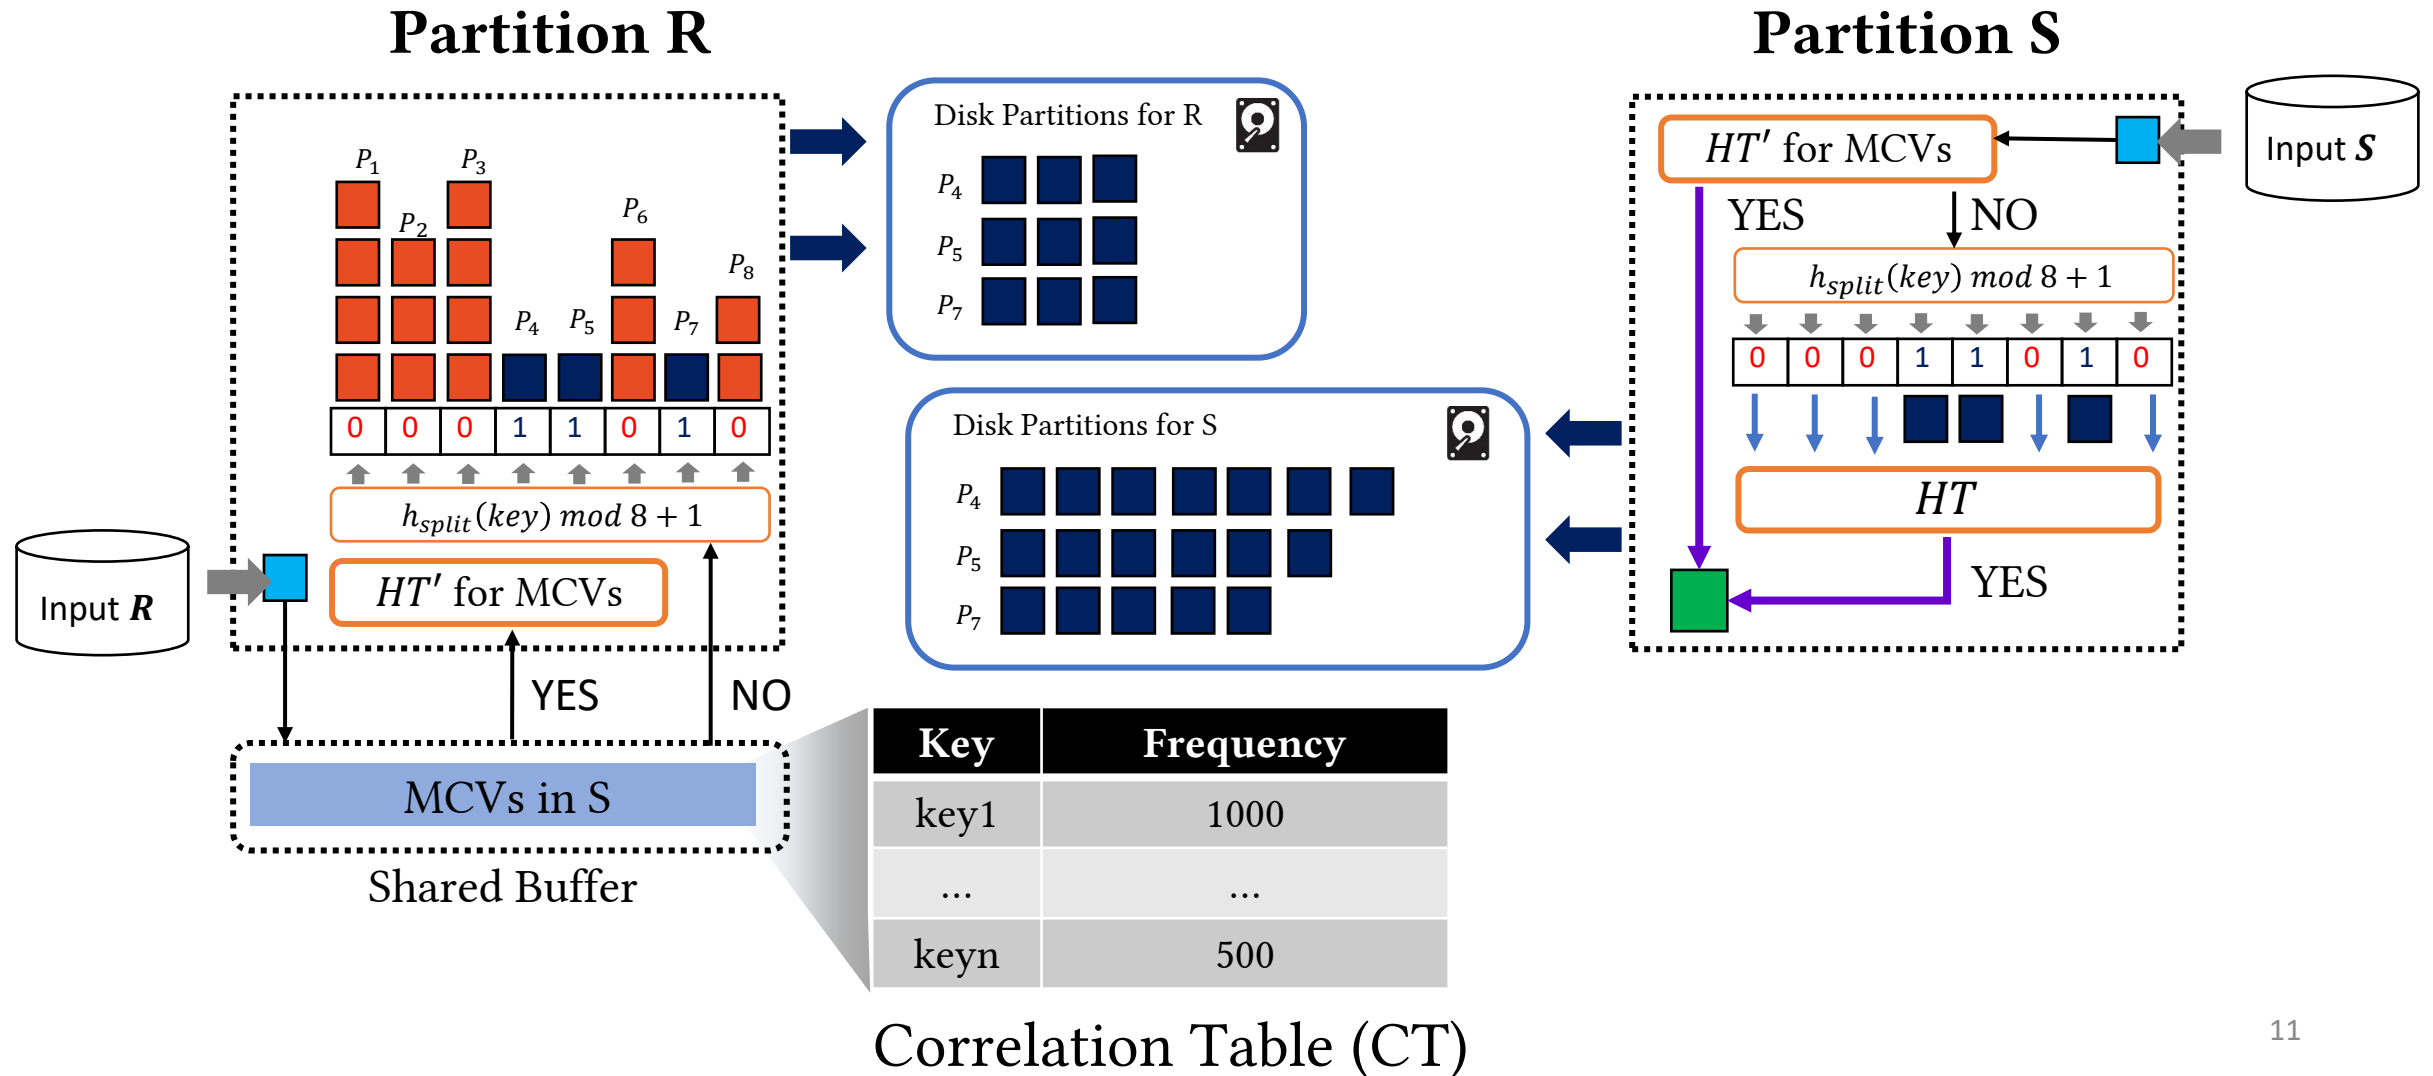 Partition R
Partition S
P1
P2
P3
P4
P5
P6
P7
P8
0 0 0 1 1 0 1 0
h_split(key) mod 8 + 1
HT′ for MCVs
Input R
YES
NO
MCVs in S
Shared Buffer
Disk Partitions for R
P4
P5
P7
Disk Partitions for S
P4
P5
P7
Key Frequency
key1 1000
... ...
keyn 500
Correlation Table (CT)
HT′ for MCVs
Input S
YES
NO
h_split(key) mod 8 + 1
0 0 0 1 1 0 1 0
HT
YES
11